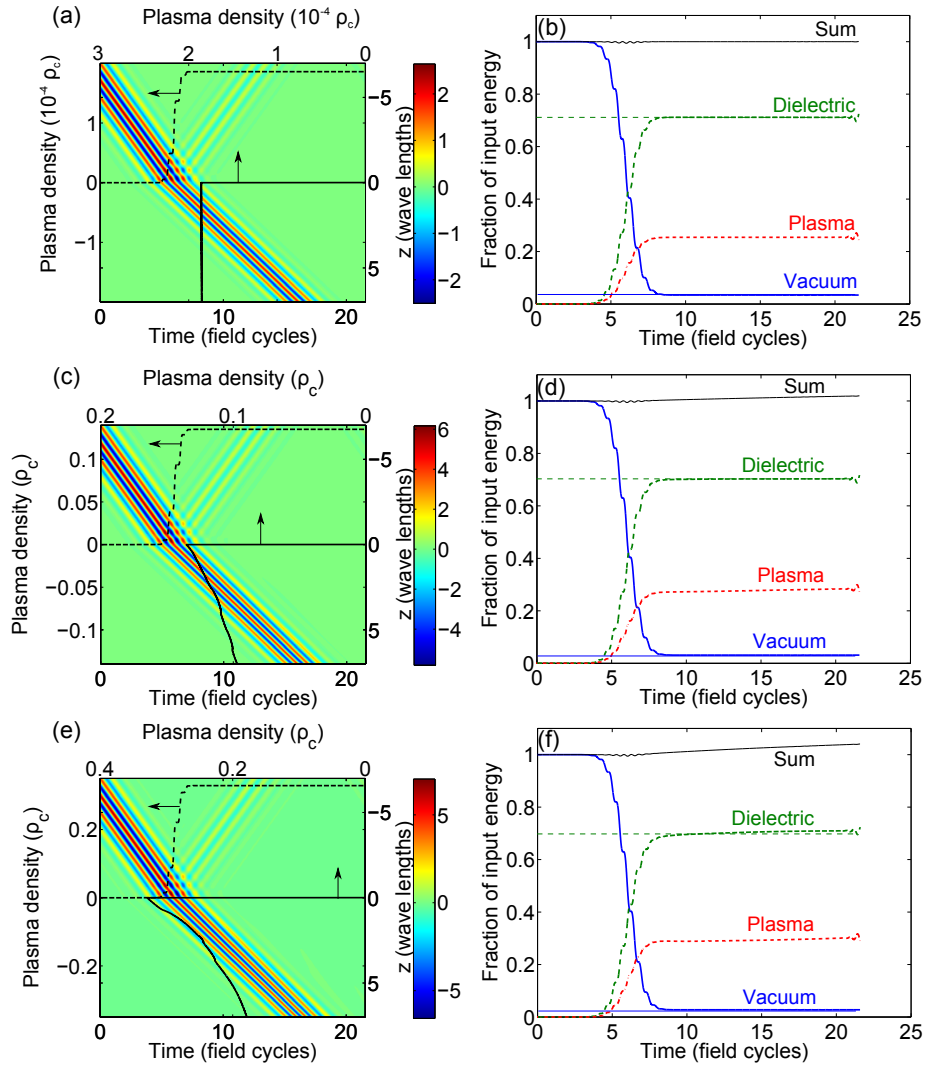 (a)
Plasma density (10⁻⁴ ρc)
3 2 1 0
Plasma density (10⁻⁴ ρc)
1
0
−1
−5
0
5
z (wave lengths)
2
1
0
−1
−2
0 10 20
Time (field cycles)
(b)
Sum
Dielectric
Plasma
Vacuum
Fraction of input energy
1
0.8
0.6
0.4
0.2
0
0 5 10 15 20 25
Time (field cycles)
(c)
Plasma density (ρc)
0.2 0.1 0
Plasma density (ρc)
0.1
0.05
0
−0.05
−0.1
−5
0
5
z (wave lengths)
6
4
2
0
−2
−4
0 10 20
Time (field cycles)
(d)
Sum
Dielectric
Plasma
Vacuum
Fraction of input energy
1
0.8
0.6
0.4
0.2
0
0 5 10 15 20 25
Time (field cycles)
(e)
Plasma density (ρc)
0.4 0.2 0
Plasma density (ρc)
0.2
0
−0.2
−5
0
5
z (wave lengths)
5
0
−5
0 10 20
Time (field cycles)
(f)
Sum
Dielectric
Plasma
Vacuum
Fraction of input energy
1
0.8
0.6
0.4
0.2
0
0 5 10 15 20 25
Time (field cycles)